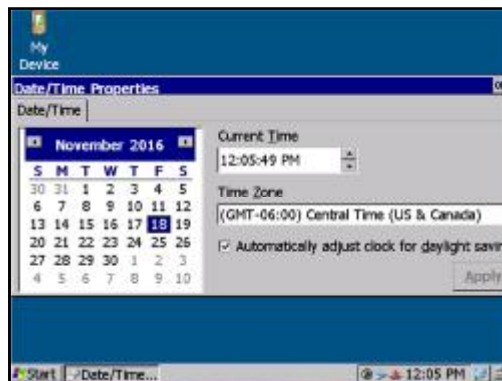 My
Device
Date/Time Properties
Date/Time
November 2016
S M T W T F S
30 31 1 2 3 4 5
6 7 8 9 10 11 12
13 14 15 16 17 18 19
20 21 22 23 24 25 26
27 28 29 30 1 2 3
4 5 6 7 8 9 10
Current Time
12:05:49 PM
Time Zone
(GMT-06:00) Central Time (US & Canada)
Automatically adjust clock for daylight savin
Apply
Start
Date/Time...
12:05 PM